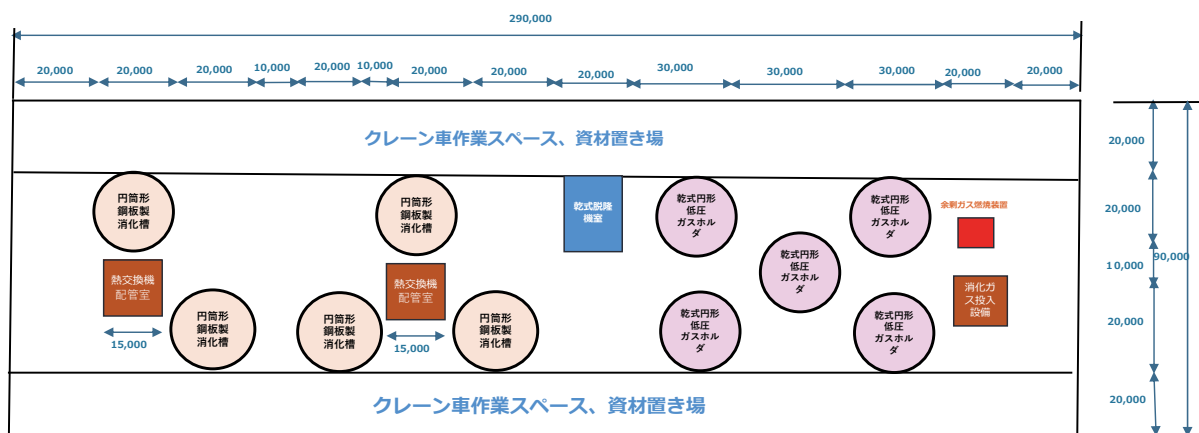 290,000
20,000
20,000
20,000
10,000
20,000
10,000
20,000
20,000
20,000
30,000
30,000
30,000
20,000
20,000
クレーン車作業スペース、資材置き場
20,000
円筒形
鋼板製
消化槽
円筒形
鋼板製
消化槽
乾式脱隆
機室
乾式円形
低圧
ガスホル
ダ
乾式円形
低圧
ガスホル
ダ
余剰ガス燃焼装置
20,000
熱交換機
配管室
熱交換機
配管室
乾式円形
低圧
ガスホル
ダ
消化ガ
ス投入
設備
10,000
90,000
円筒形
鋼板製
消化槽
円筒形
鋼板製
消化槽
円筒形
鋼板製
消化槽
乾式円形
低圧
ガスホル
ダ
乾式円形
低圧
ガスホル
ダ
20,000
15,000
15,000
クレーン車作業スペース、資材置き場
20,000